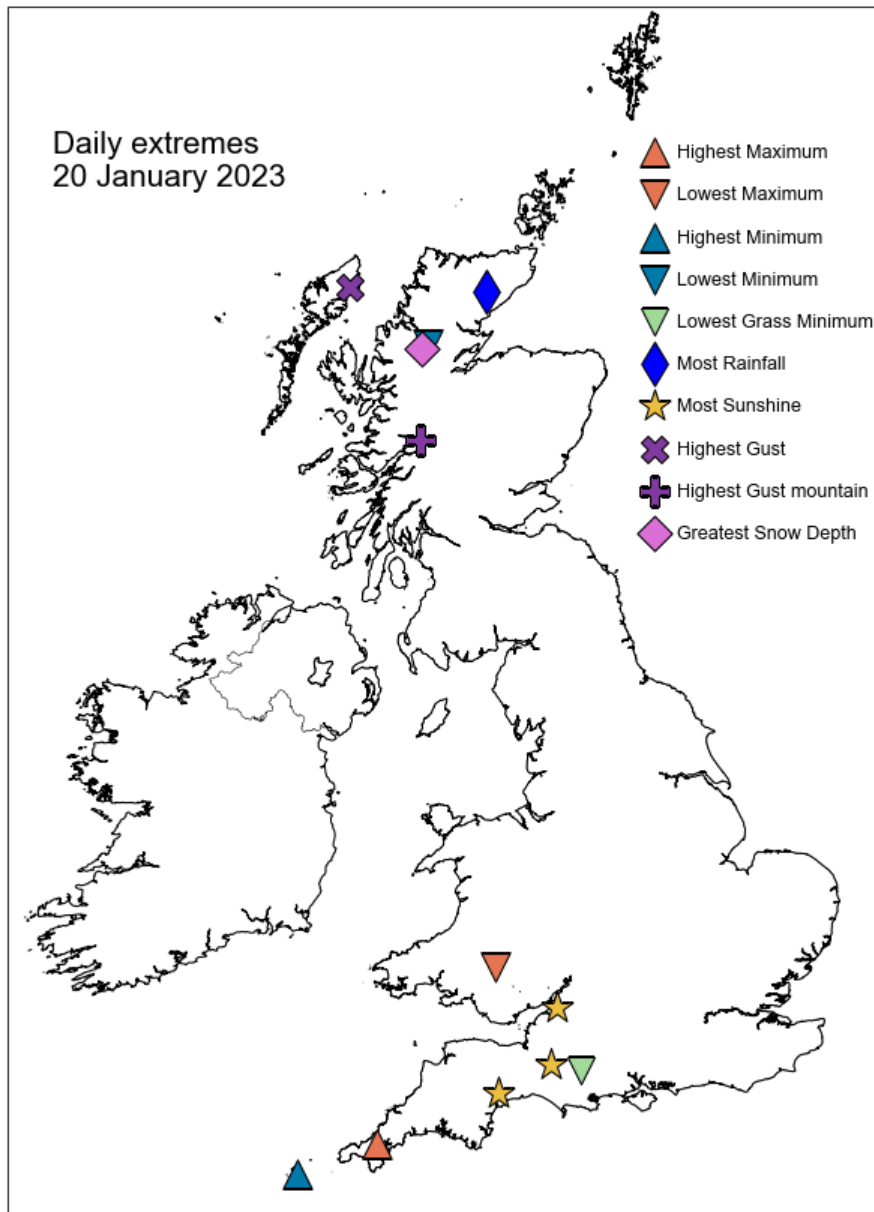 Daily extremes
20 January 2023
Highest Maximum
Lowest Maximum
Highest Minimum
Lowest Minimum
Lowest Grass Minimum
Most Rainfall
Most Sunshine
Highest Gust
Highest Gust mountain
Greatest Snow Depth